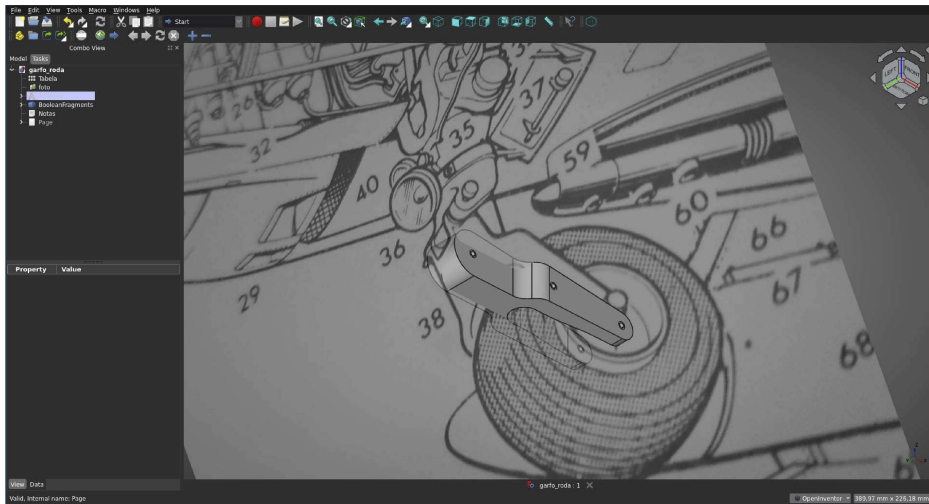 File Edit View Tools Macro Windows Help
Start
Combo View
Model Tasks
garfo_roda
Tabela
foto
BooleanFragments
Notas
Page
Property Value
View Data
Valid, Internal name: Page
garfo_roda : 1
OpenInventor
389,97 mm x 226,18 mm
LEFT
FRONT
37
35
32
40
59
60
36
66
67
29
38
68